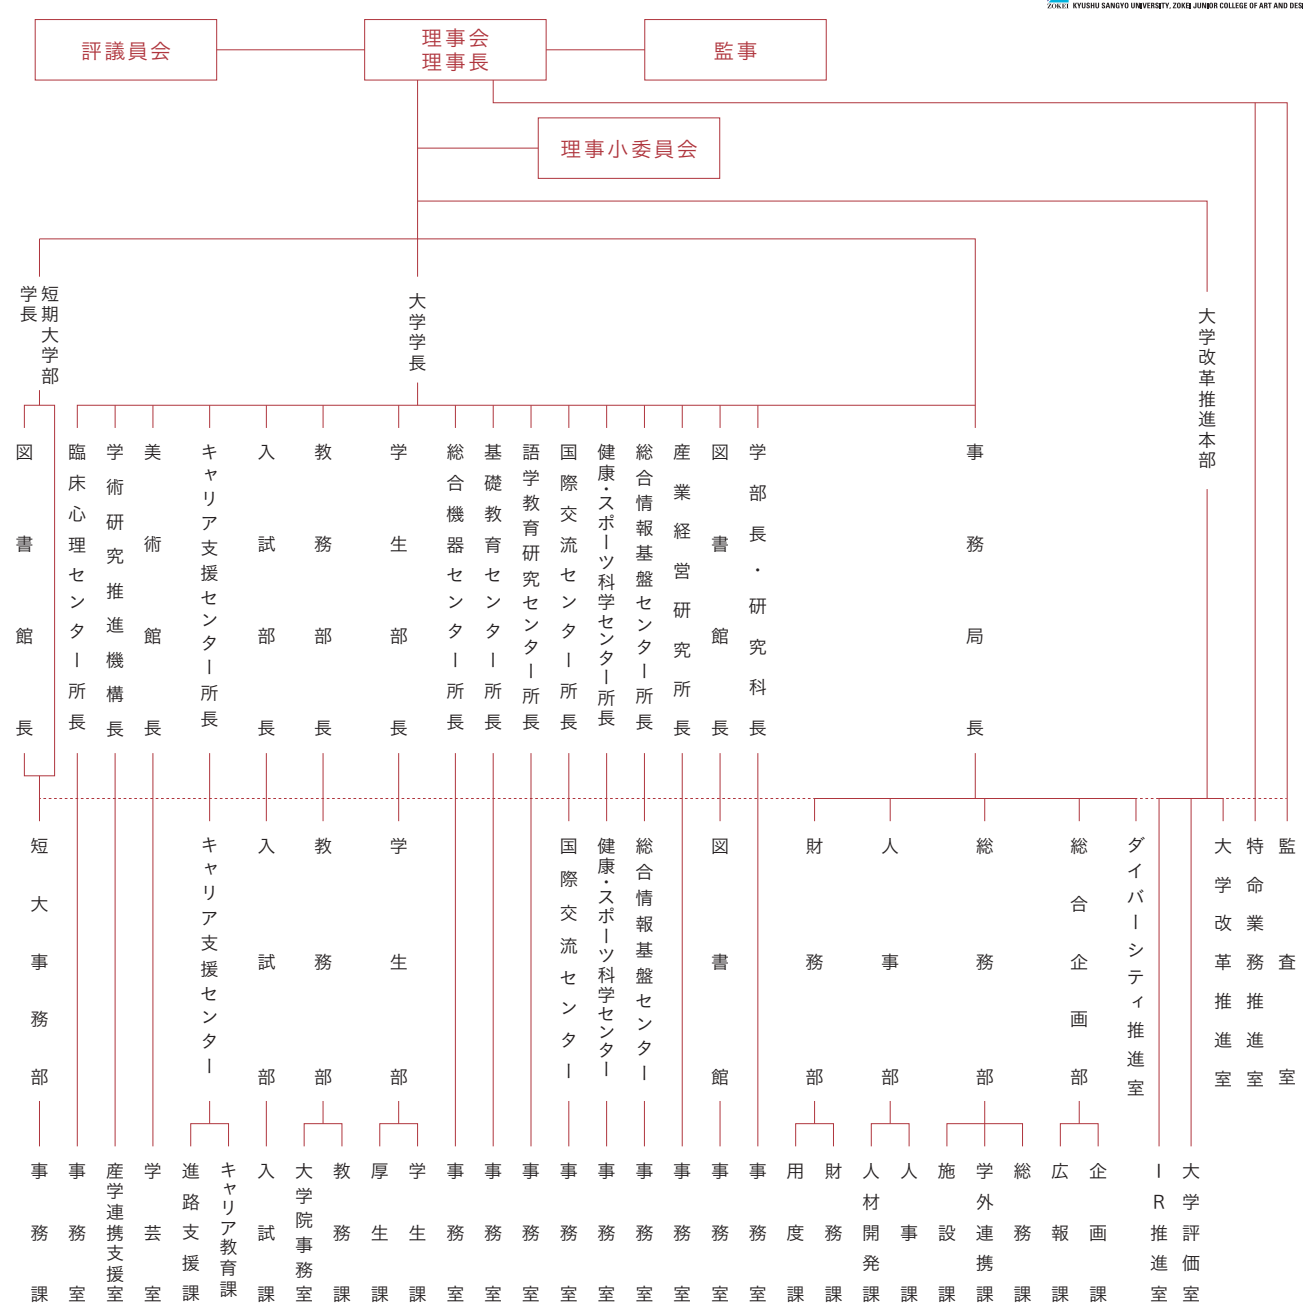 ZOKEI KYUSHU SANGYO UNIVERSITY, ZOKEI JUNIOR COLLEGE OF ART AND DES
評議員会
理事会
理事長
監事
理事小委員会
短期大学部
学長
大学学長
大学改革推進本部
図書館長
臨床心理センター所長
学術研究推進機構長
美術館長
キャリア支援センター所長
入試部長
教務部長
学生部長
総合機器センター所長
基礎教育センター所長
語学教育研究センター所長
国際交流センター所長
健康・スポーツ科学センター所長
総合情報基盤センター所長
産業経営研究所長
図書館長
学部長・研究科長
事務局長
短大事務部
キャリア支援センター
入試部
教務部
学生部
国際交流センター
健康・スポーツ科学センター
総合情報基盤センター
図書館
財務部
人事部
総務部
総合企画部
ダイバーシティ推進室
大学改革推進室
特命業務推進室
監査室
事務課
事務室
産学連携支援室
学芸室
進路支援課
キャリア教育課
入試課
大学院事務室
教務課
厚生課
学生課
事務室
事務室
事務室
事務室
事務室
事務室
事務室
事務室
事務室
用度課
財務課
人材開発課
人事課
施設課
学外連携課
総務課
広報課
企画課
IR推進室
大学評価室